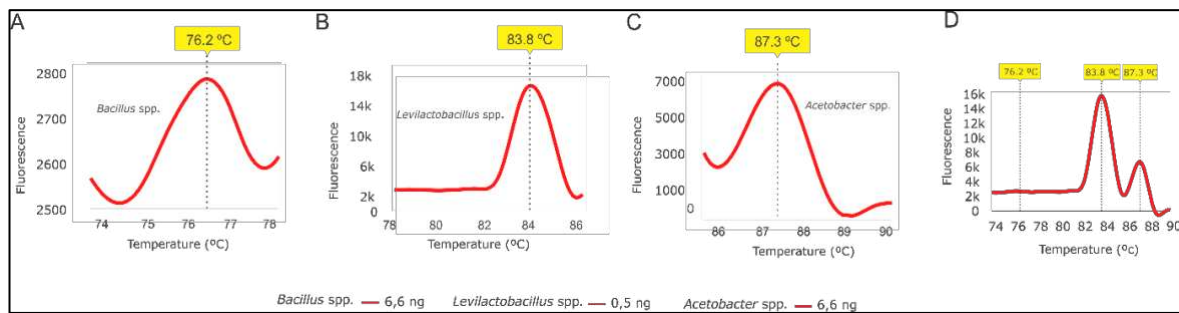 A
76.2 ºC
2800
2700
2600
2500
Fluorescence
Bacillus spp.
74 75 76 77 78
Temperature (ºC)
B
83.8 ºC
18k
14k
10k
6k
2k
0
Fluorescence
Levilactobacillus spp.
78 80 82 84 86
Temperature (ºC)
C
87.3 ºC
7000
5000
3000
1000
0
Fluorescence
Acetobacter spp.
86 87 88 89 90
Temperature (ºC)
D
76.2 ºC 83.8 ºC 87.3 ºC
16k
14k
12k
10k
8k
6k
4k
2k
0
Fluorescence
74 76 78 80 82 84 86 88 90
Temperature (ºc)
Bacillus spp. 6,6 ng Levilactobacillus spp. 0,5 ng Acetobacter spp. 6,6 ng